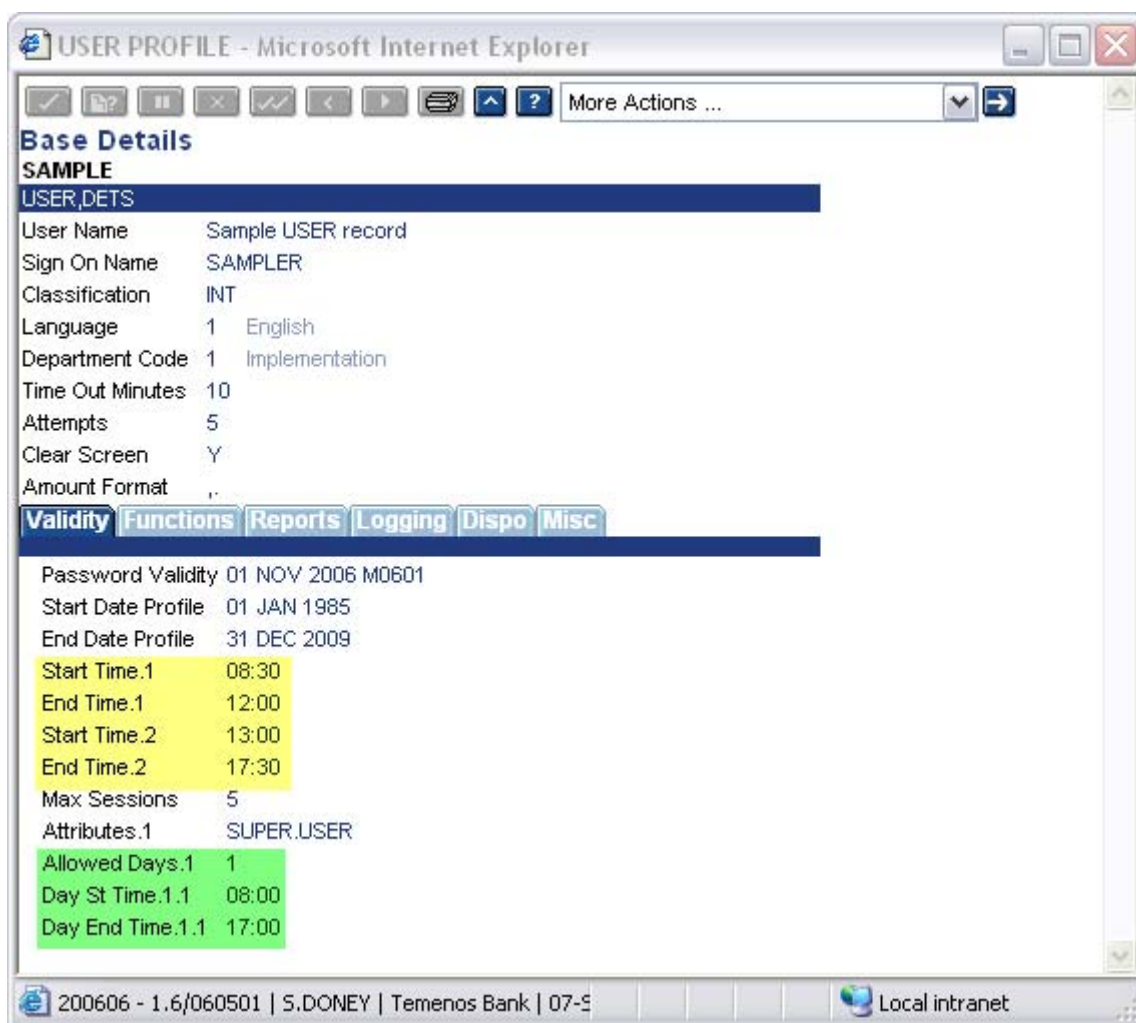 USER PROFILE - Microsoft Internet Explorer
More Actions ...
Base Details
SAMPLE
USER,DETS
User Name Sample USER record
Sign On Name SAMPLER
Classification INT
Language 1 English
Department Code 1 Implementation
Time Out Minutes 10
Attempts 5
Clear Screen Y
Amount Format ,.
Validity Functions Reports Logging Dispo Misc
Password Validity 01 NOV 2006 M0601
Start Date Profile 01 JAN 1985
End Date Profile 31 DEC 2009
Start Time.1 08:30
End Time.1 12:00
Start Time.2 13:00
End Time.2 17:30
Max Sessions 5
Attributes.1 SUPER.USER
Allowed Days.1 1
Day St Time.1.1 08:00
Day End Time.1.1 17:00
200606 - 1.6/060501 | S.DONEY | Temenos Bank | 07-S Local intranet